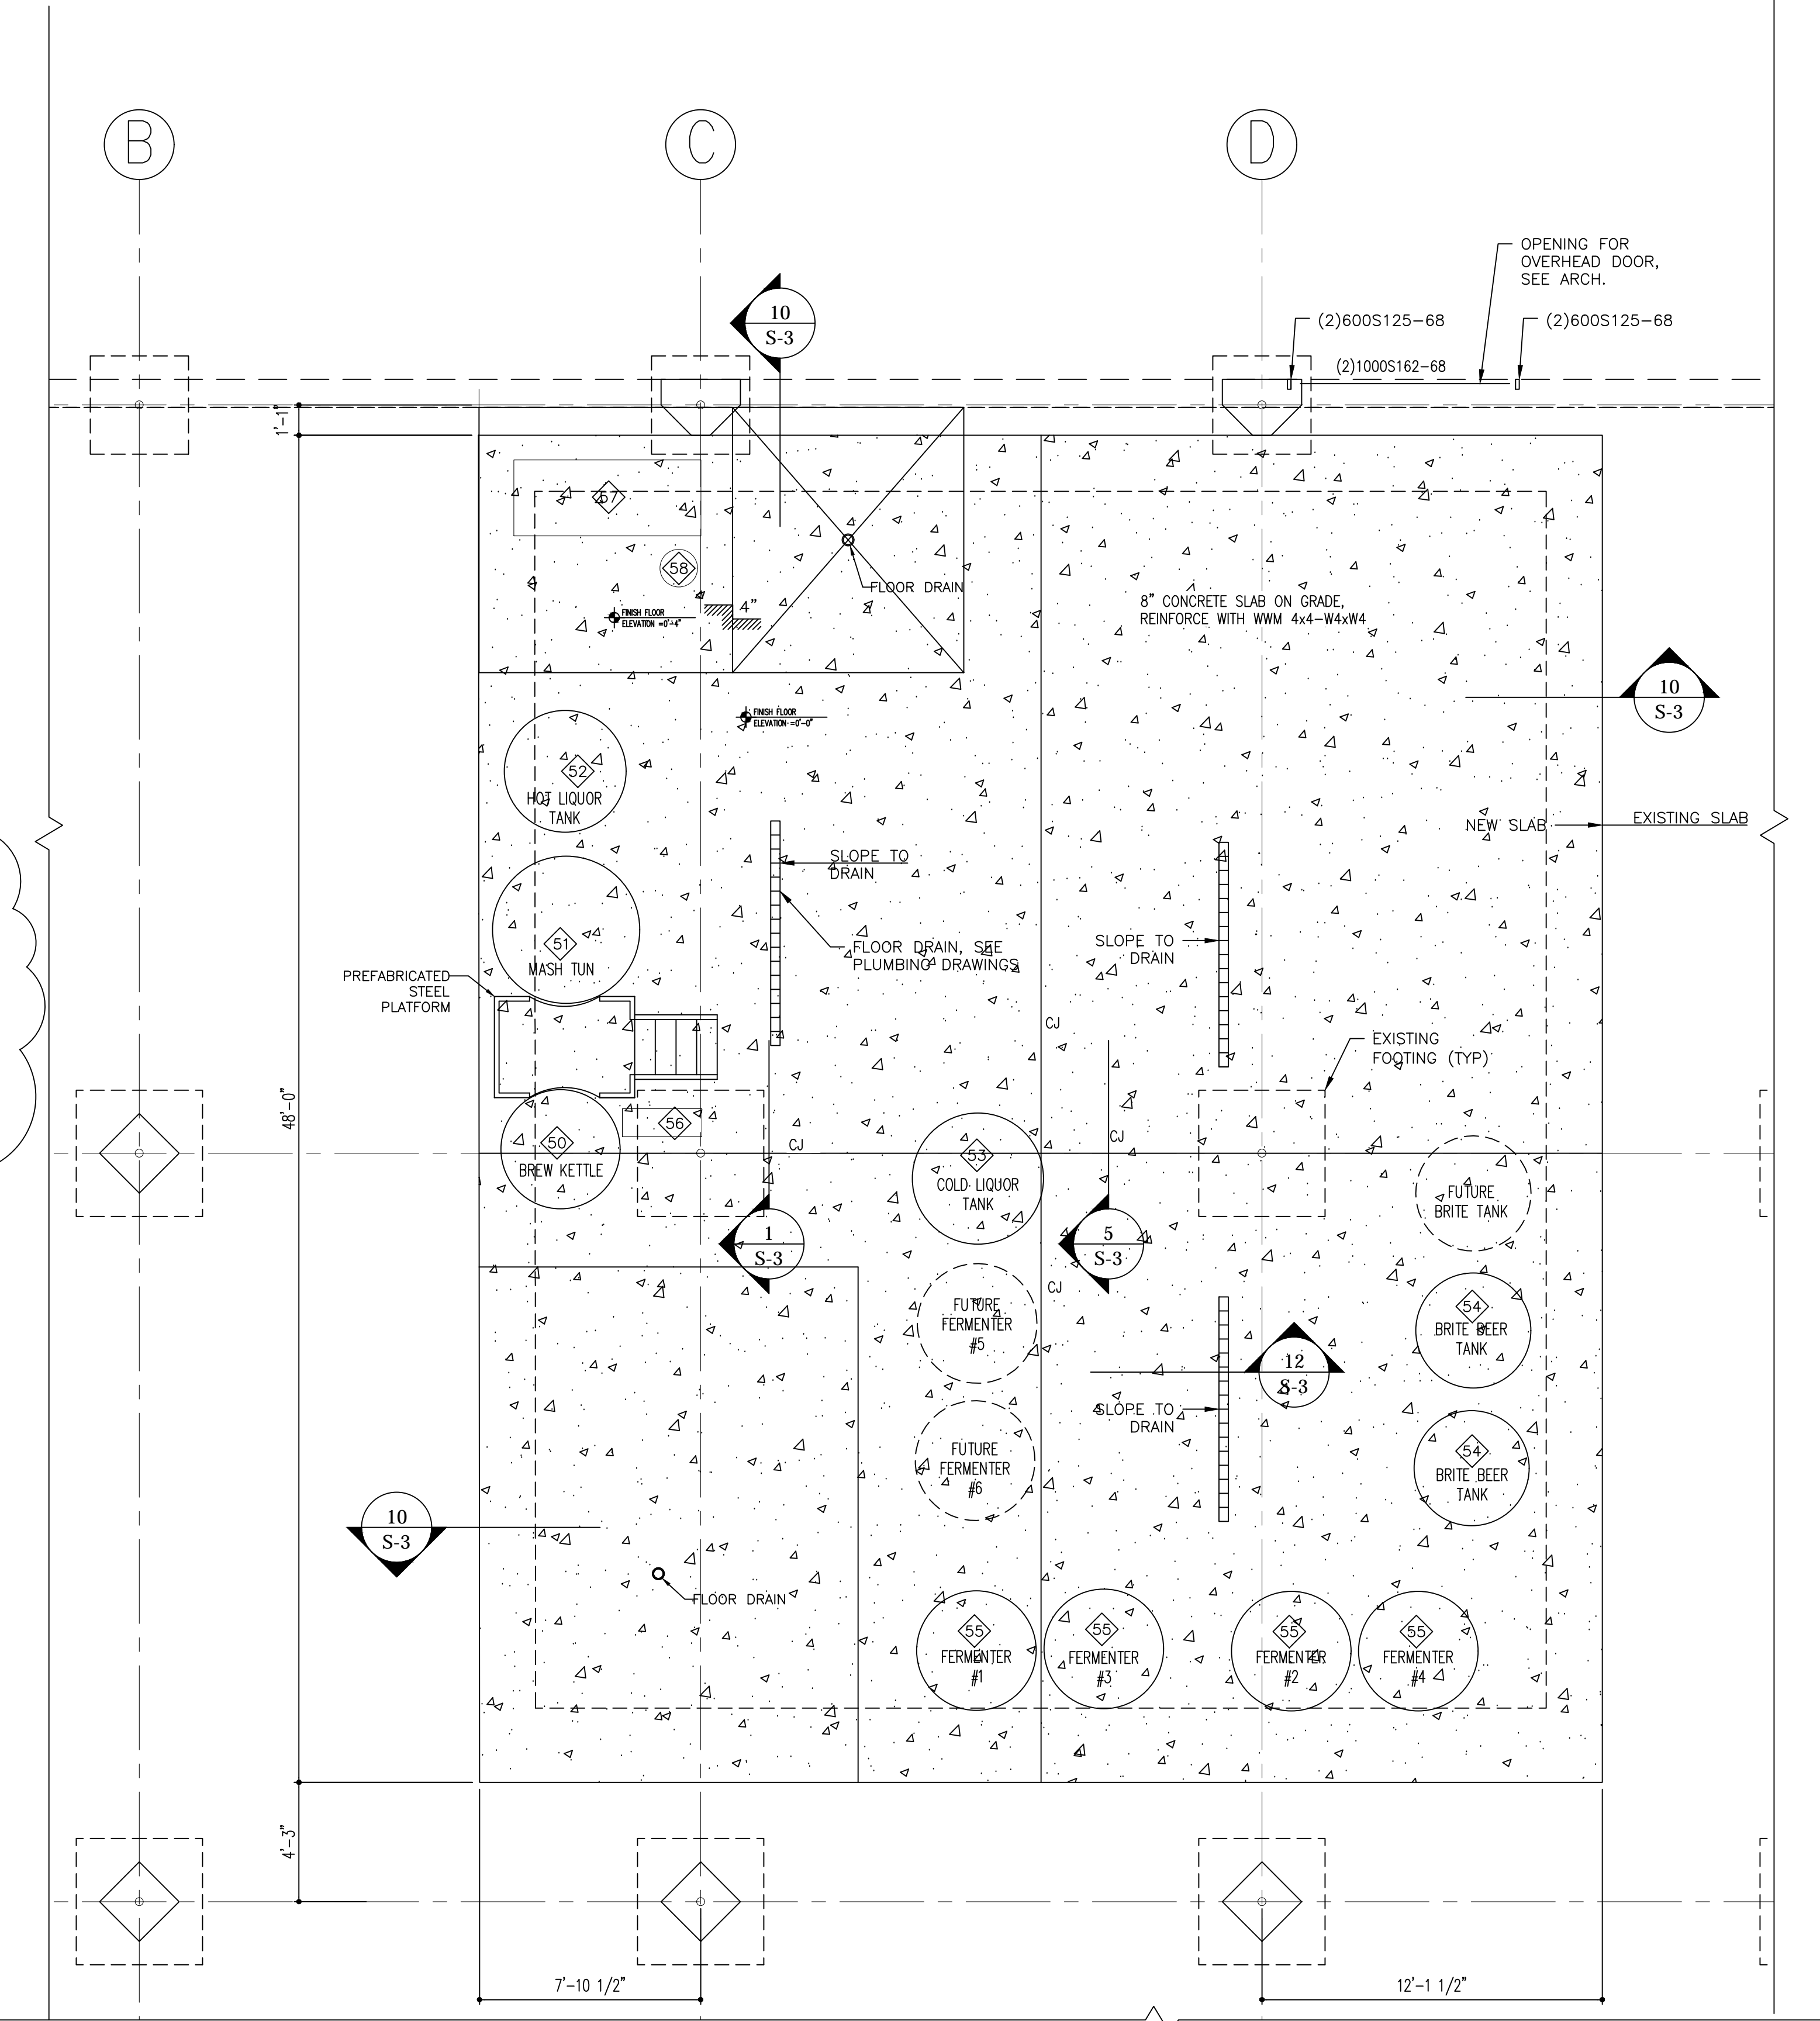 B
C
D
OPENING FOR
OVERHEAD DOOR,
SEE ARCH.
10
S-3
(2)600S125-68
(2)600S125-68
(2)1000S162-68
1'-1"
57
58
FLOOR DRAIN
4"
FINISH FLOOR
ELEVATION =0'-4"
8" CONCRETE SLAB ON GRADE,
REINFORCE WITH WWM 4x4-W4xW4
10
S-3
FINISH FLOOR
ELEVATION =0'-0"
52
HOT LIQUOR
TANK
NEW SLAB
EXISTING SLAB
SLOPE TO
DRAIN
51
MASH TUN
FLOOR DRAIN, SEE
PLUMBING DRAWINGS
SLOPE TO
DRAIN
PREFABRICATED
STEEL
PLATFORM
CJ
EXISTING
FOOTING (TYP)
48'-0"
56
50
BREW KETTLE
CJ
CJ
53
COLD LIQUOR
TANK
FUTURE
BRITE TANK
1
S-3
5
S-3
CJ
FUTURE
FERMENTER
#5
54
BRITE BEER
TANK
12
S-3
SLOPE TO
DRAIN
FUTURE
FERMENTER
#6
54
BRITE BEER
TANK
10
S-3
FLOOR DRAIN
55
FERMENTER
#1
55
FERMENTER
#3
55
FERMENTER
#2
55
FERMENTER
#4
4'-3"
7'-10 1/2"
12'-1 1/2"